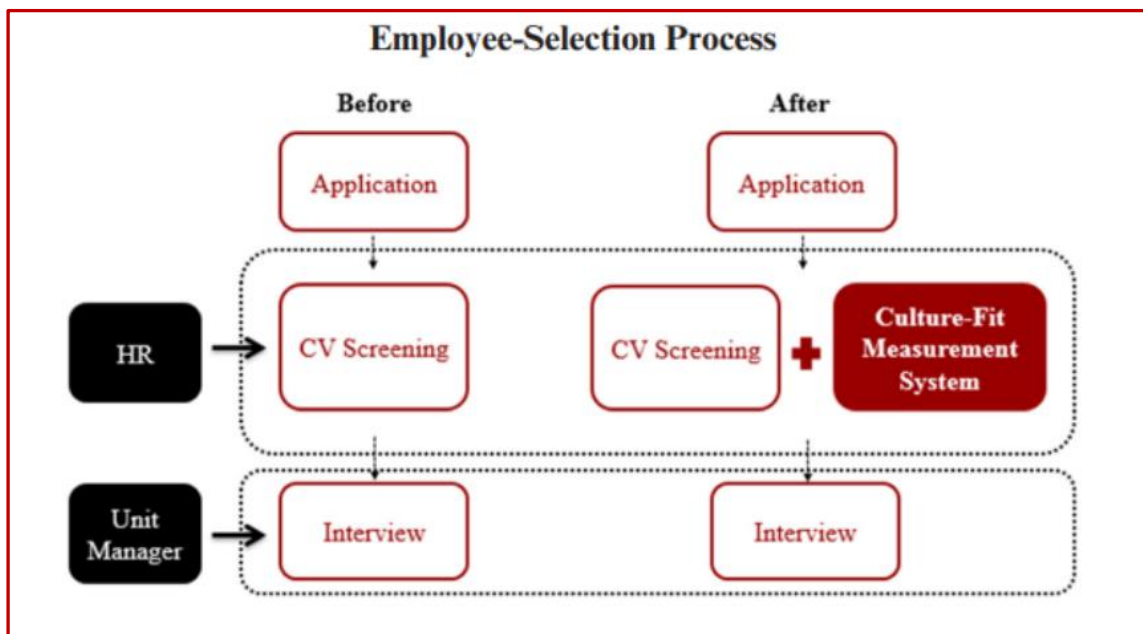 Employee-Selection Process
Before
After
Application
Application
HR
CV Screening
CV Screening
Culture-Fit
Measurement
System
Unit
Manager
Interview
Interview